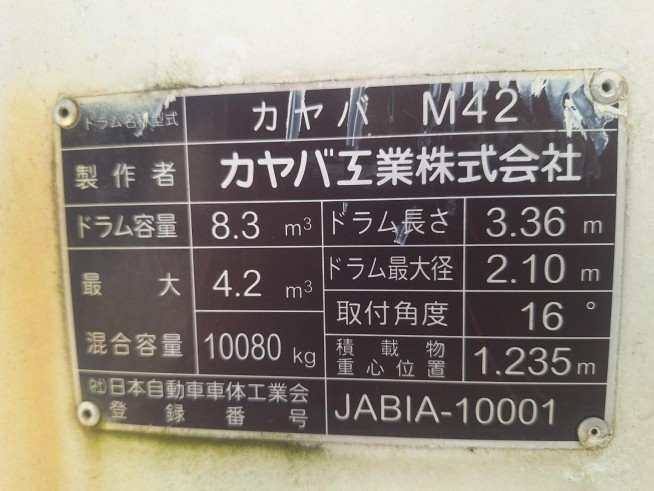 ドラム名称型式 カヤバ M42
製作者 カヤバ工業株式会社
ドラム容量 8.3 m³ ドラム長さ 3.36 m
最大 4.2 m³ ドラム最大径 2.10 m
取付角度 16 °
混合容量 10080 kg 積載物
重心位置 1.235 m
(社)日本自動車車体工業会
登録番号 JABIA-10001